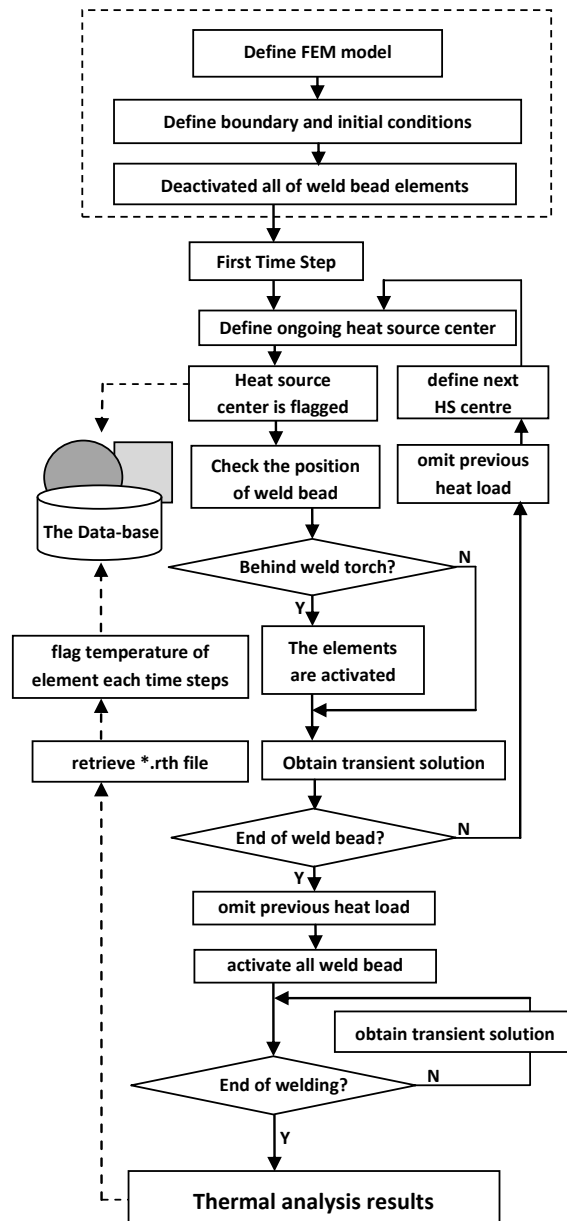 Define FEM model
Define boundary and initial conditions
Deactivated all of weld bead elements
First Time Step
Define ongoing heat source center
Heat source
center is flagged
define next
HS centre
Check the position
of weld bead
omit previous
heat load
The Data-base
Behind weld torch?
N
Y
The elements
are activated
flag temperature of
element each time steps
retrieve *.rth file
Obtain transient solution
End of weld bead?
N
Y
omit previous heat load
activate all weld bead
obtain transient solution
End of welding?
N
Y
Thermal analysis results